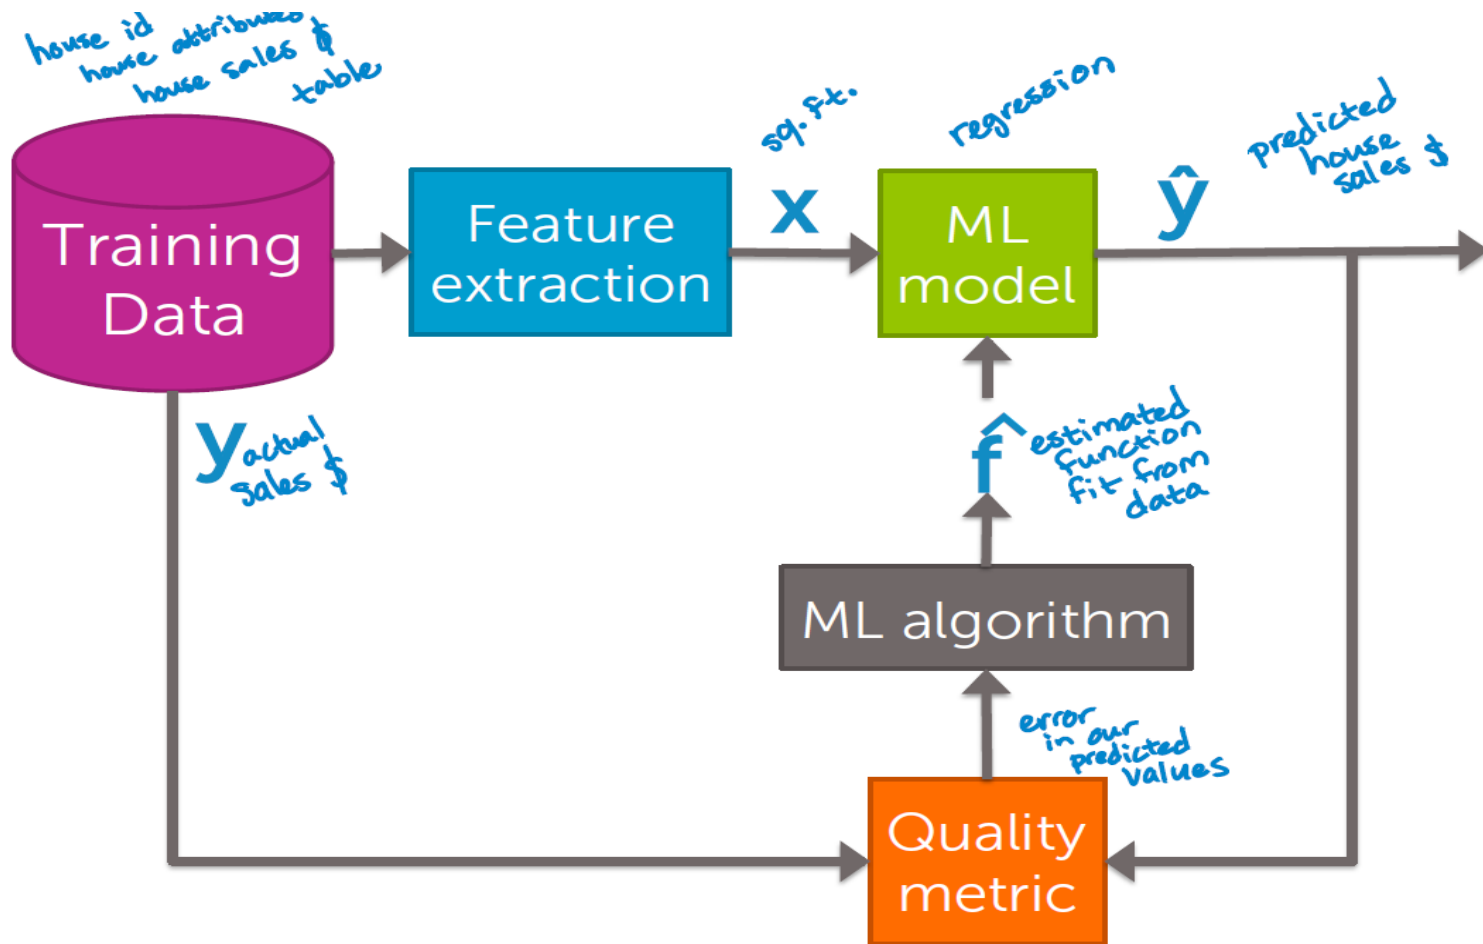 house id
house attributes
house sales $
table
Training
Data
Feature
extraction
sq.ft.
x
regression
ML
model
ŷ
predicted
house
sales $
y
actual
sales $
f̂
estimated
function
fit from
data
ML algorithm
error
in our
predicted
values
Quality
metric